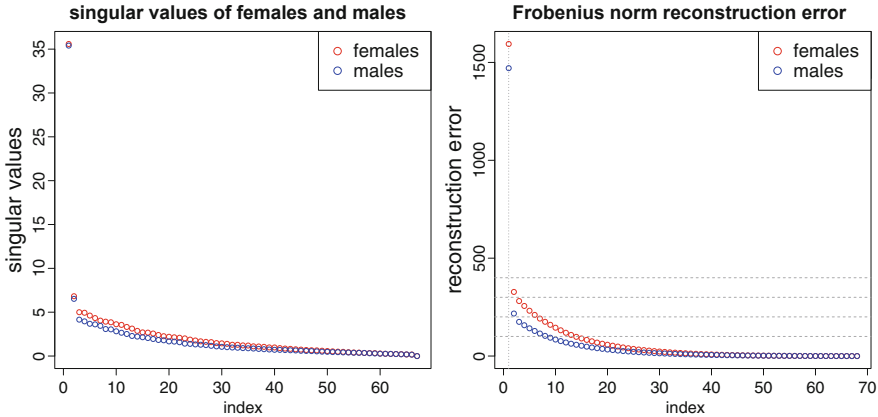 singular values of females and males
females
males
singular values
35
30
25
20
15
10
5
0
0 10 20 30 40 50 60
index
Frobenius norm reconstruction error
females
males
reconstruction error
1500
1000
500
0
0 10 20 30 40 50 60 70
index